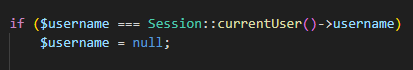 if ($username === Session::currentUser()->username)
    $username = null;